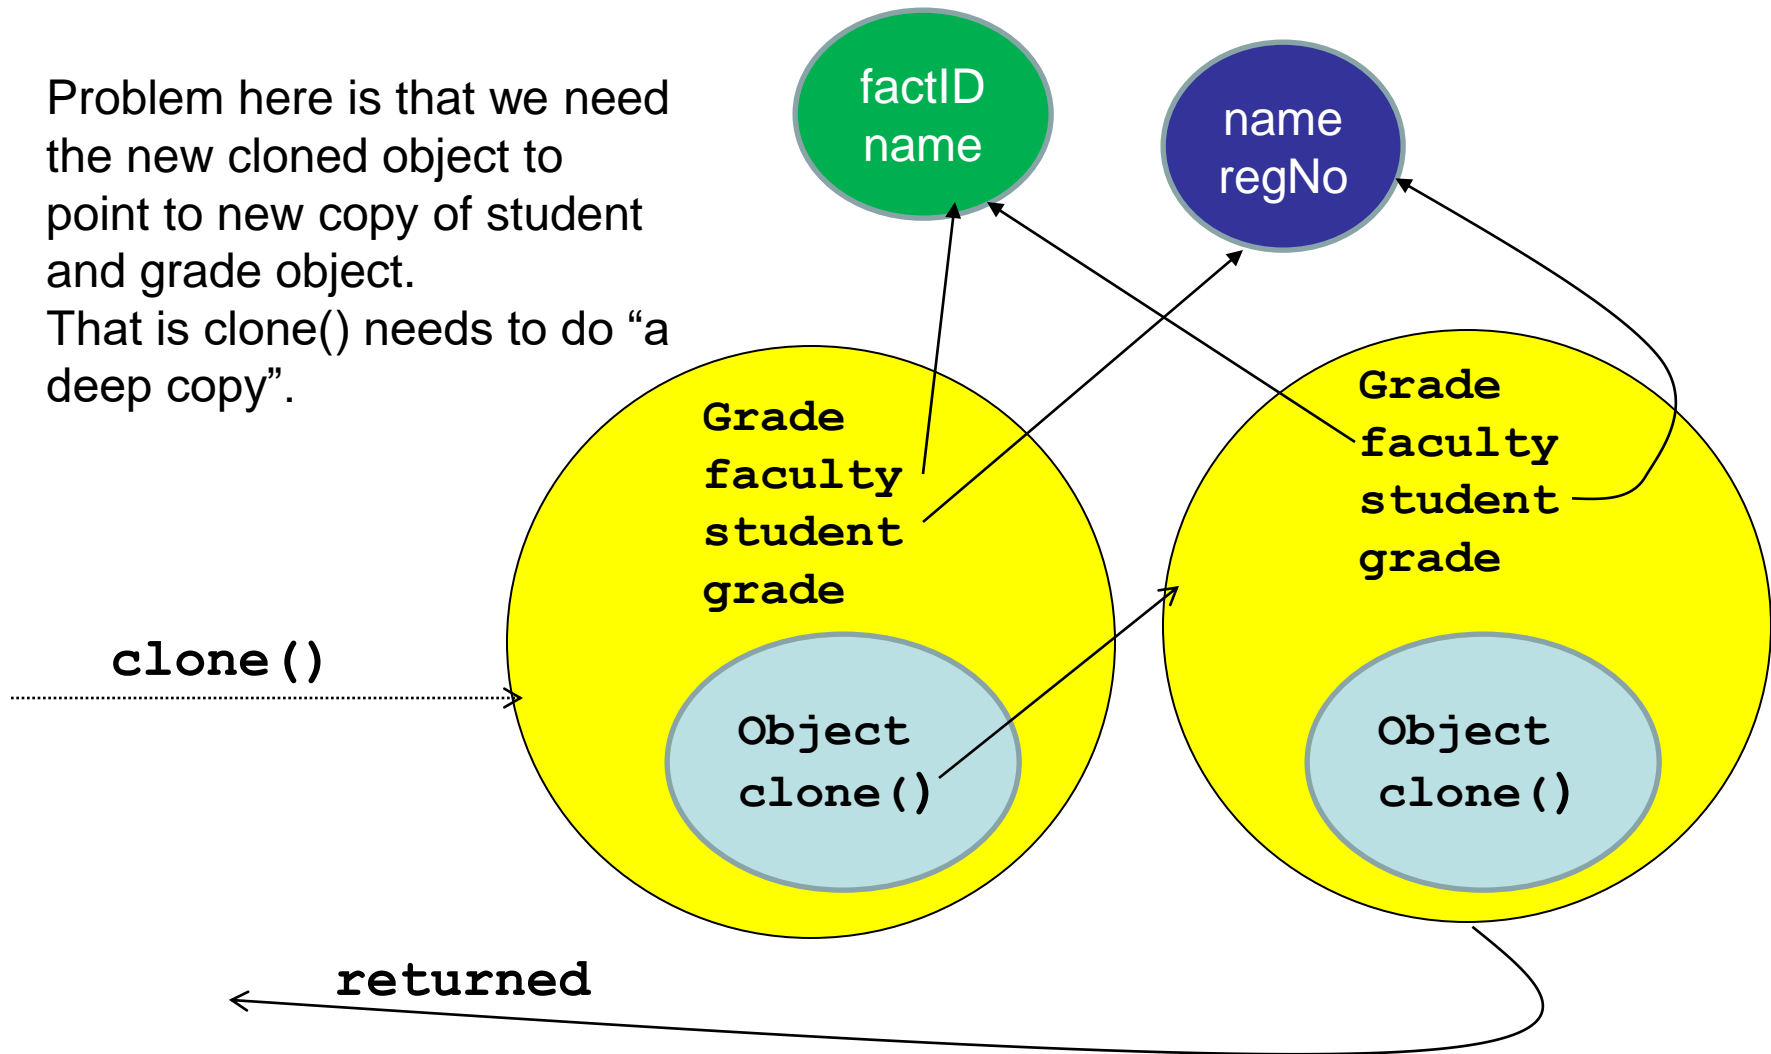 Problem here is that we need
the new cloned object to
point to new copy of student
and grade object.
That is clone() needs to do “a
deep copy”.
factID
name
name
regNo
Grade
faculty
student
grade
Object
clone()
Grade
faculty
student
grade
Object
clone()
clone()
returned